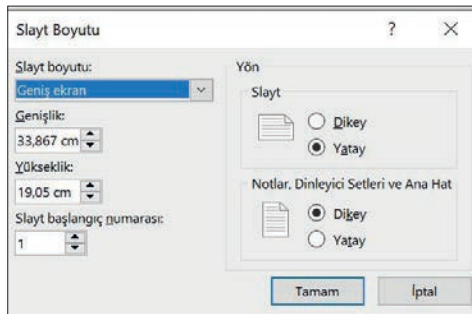 Slayt Boyutu
Slayt boyutu:
Geniş ekran
Genişlik:
33,867 cm
Yükseklik:
19,05 cm
Slayt başlangıç numarası:
1
Yön
Slayt
Dikey
Yatay
Notlar, Dinleyici Setleri ve Ana Hat
Dikey
Yatay
Tamam
İptal